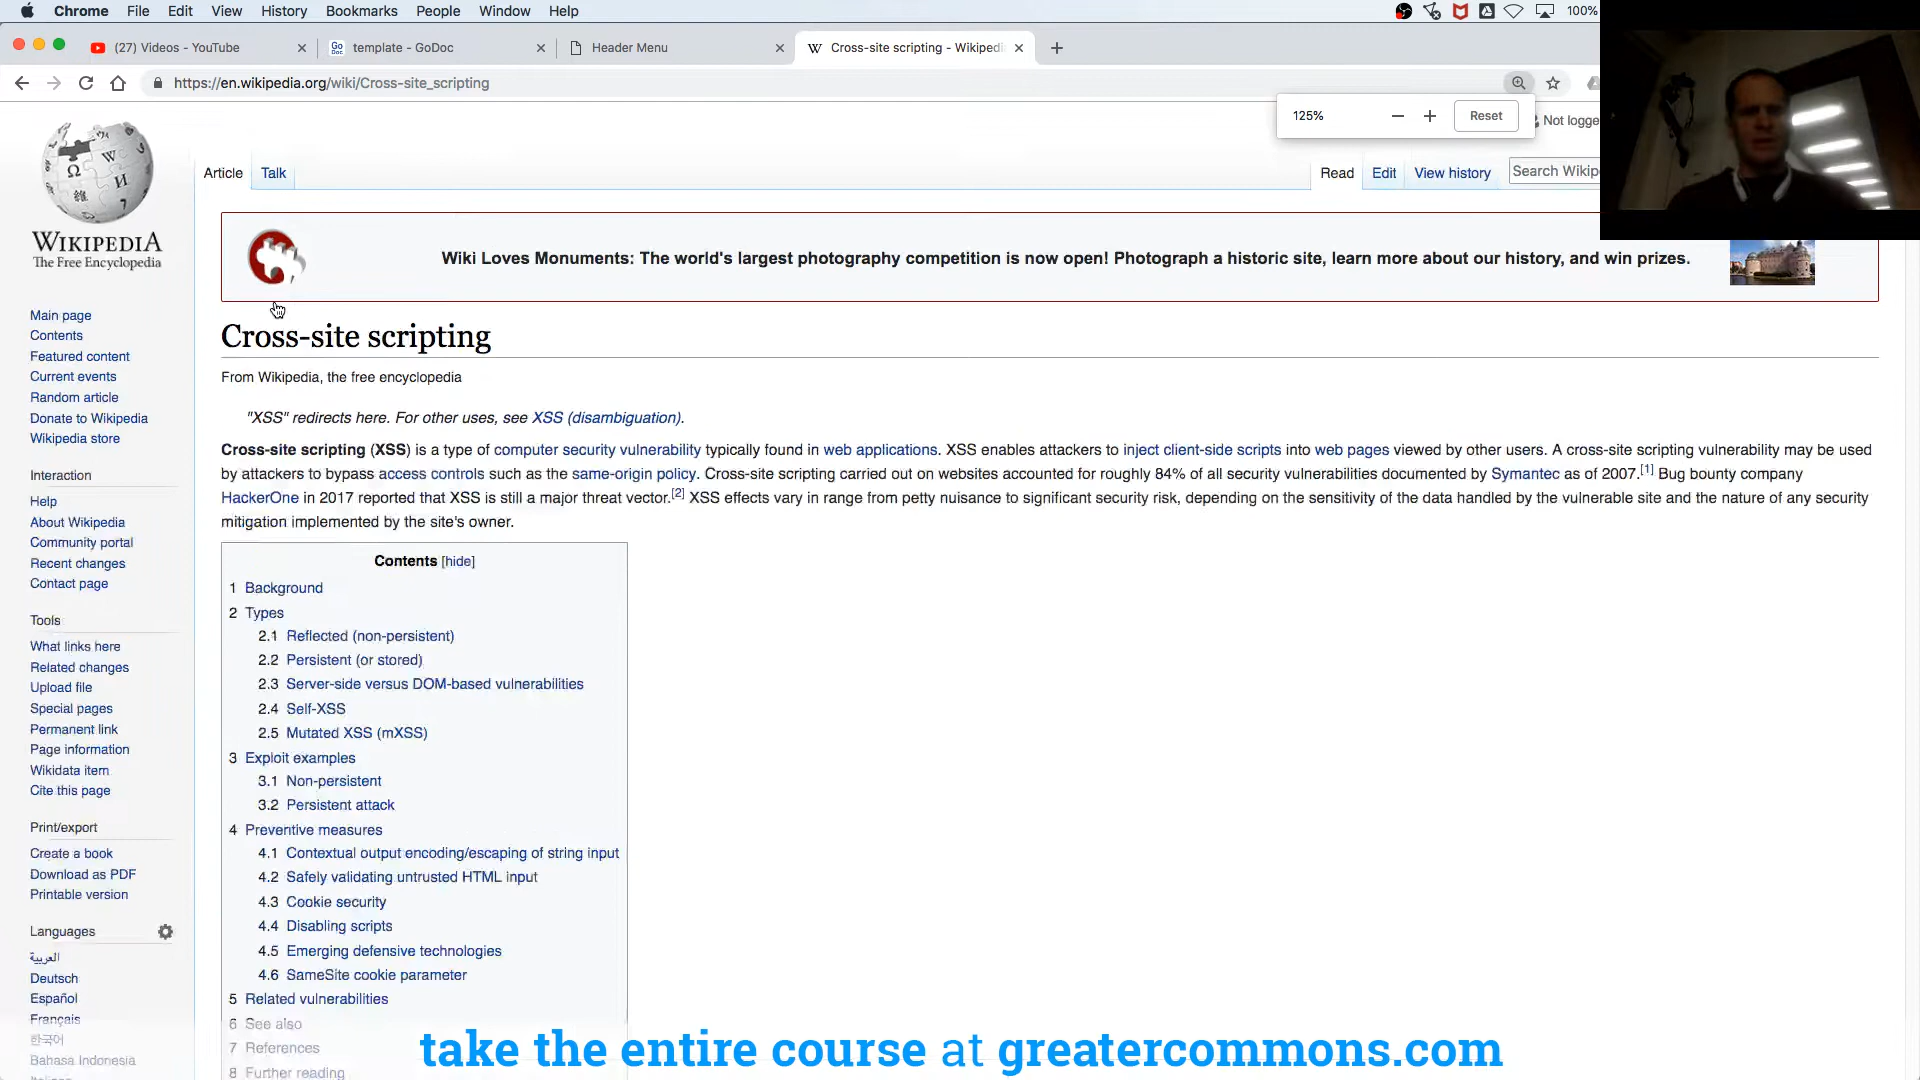 Chrome File Edit View History Bookmarks People Window Help 100%
(27) Videos - YouTube
template - GoDoc
Header Menu
Cross-site scripting - Wikipedi
https://en.wikipedia.org/wiki/Cross-site_scripting
125% Reset
Not logge
Article Talk Read Edit View history Search Wikip
WIKIPEDIA
The Free Encyclopedia
Wiki Loves Monuments: The world's largest photography competition is now open! Photograph a historic site, learn more about our history, and win prizes.
Cross-site scripting
From Wikipedia, the free encyclopedia
"XSS" redirects here. For other uses, see XSS (disambiguation).
Cross-site scripting (XSS) is a type of computer security vulnerability typically found in web applications. XSS enables attackers to inject client-side scripts into web pages viewed by other users. A cross-site scripting vulnerability may be used
by attackers to bypass access controls such as the same-origin policy. Cross-site scripting carried out on websites accounted for roughly 84% of all security vulnerabilities documented by Symantec as of 2007.[1] Bug bounty company
HackerOne in 2017 reported that XSS is still a major threat vector.[2] XSS effects vary in range from petty nuisance to significant security risk, depending on the sensitivity of the data handled by the vulnerable site and the nature of any security
mitigation implemented by the site's owner.
Contents [hide]
1 Background
2 Types
2.1 Reflected (non-persistent)
2.2 Persistent (or stored)
2.3 Server-side versus DOM-based vulnerabilities
2.4 Self-XSS
2.5 Mutated XSS (mXSS)
3 Exploit examples
3.1 Non-persistent
3.2 Persistent attack
4 Preventive measures
4.1 Contextual output encoding/escaping of string input
4.2 Safely validating untrusted HTML input
4.3 Cookie security
4.4 Disabling scripts
4.5 Emerging defensive technologies
4.6 SameSite cookie parameter
5 Related vulnerabilities
6 See also
7 References
8 Further reading
Main page
Contents
Featured content
Current events
Random article
Donate to Wikipedia
Wikipedia store
Interaction
Help
About Wikipedia
Community portal
Recent changes
Contact page
Tools
What links here
Related changes
Upload file
Special pages
Permanent link
Page information
Wikidata item
Cite this page
Print/export
Create a book
Download as PDF
Printable version
Languages
العربية
Deutsch
Español
Français
한국어
Bahasa Indonesia
take the entire course at greatercommons.com